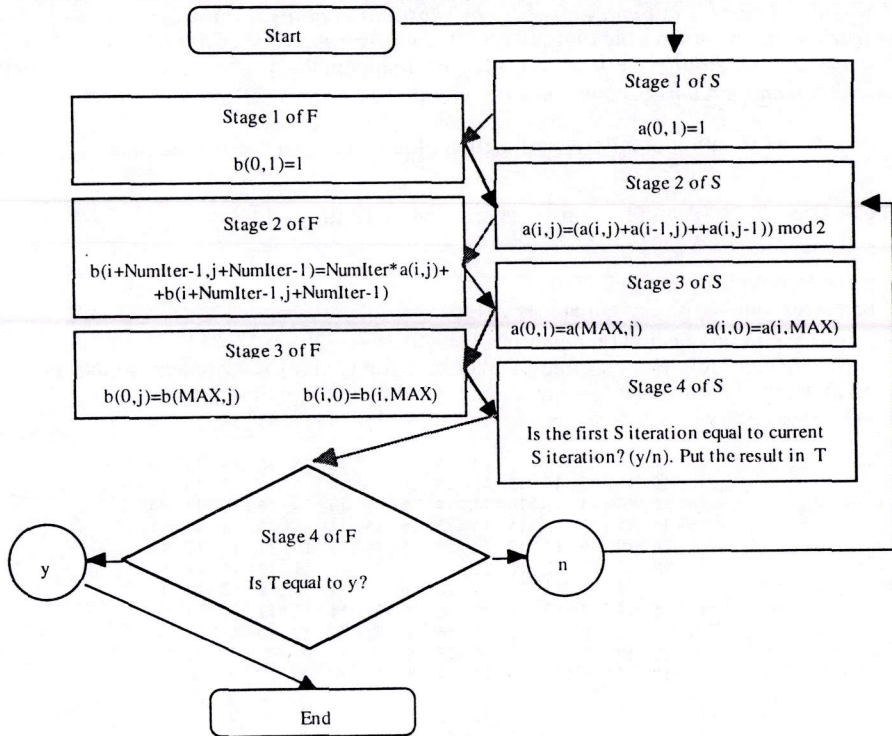 Start
Stage 1 of S
a(0,1)=1
Stage 1 of F
b(0,1)=1
Stage 2 of S
a(i,j)=(a(i,j)+a(i-1,j)++a(i,j-1)) mod 2
Stage 2 of F
b(i+NumIter-1,j+NumIter-1)=NumIter*a(i,j)+
+b(i+NumIter-1,j+NumIter-1)
Stage 3 of S
a(0,j)=a(MAX,j) a(i,0)=a(i,MAX)
Stage 3 of F
b(0,j)=b(MAX,j) b(i,0)=b(i,MAX)
Stage 4 of S
Is the first S iteration equal to current
S iteration? (y/n). Put the result in T
Stage 4 of F
Is T equal to y?
y
n
End